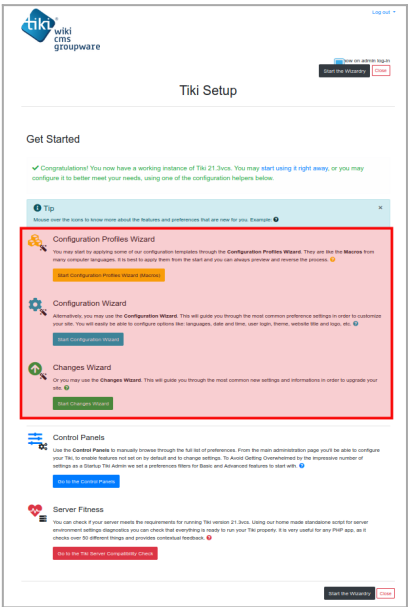 Log out
tiki
wiki
cms
groupware
Show on admin log-in
Start the Wizardry Close
Tiki Setup
Get Started
Congratulations! You now have a working instance of Tiki 21.3vcs. You may start using it right away, or you may
configure it to better meet your needs, using one of the configuration helpers below.
Tip ×
Mouse over the icons to know more about the features and preferences that are new for you. Example:
Configuration Profiles Wizard
You may start by applying some of our configuration templates through the Configuration Profiles Wizard. They are like the Macros from
many computer languages. It is best to apply them from the start and you can always preview and reverse the process.
Start Configuration Profiles Wizard (Macros)
Configuration Wizard
Alternatively, you may use the Configuration Wizard. This will guide you through the most common preference settings in order to customize
your site. You will easily be able to configure options like: languages, date and time, user login, theme, website title and logo, etc.
Start Configuration Wizard
Changes Wizard
Or you may use the Changes Wizard. This will guide you through the most common new settings and informations in order to upgrade your
site.
Start Changes Wizard
Control Panels
Use the Control Panels to manually browse through the full list of preferences. From the main administration page you'll be able to configure
your Tiki, to enable features not set on by default and to change settings. To Avoid Getting Overwhelmed by the impressive number of
settings as a Startup Tiki Admin we set a preferences filters for Basic and Advanced features to start with.
Go to the Control Panels
Server Fitness
You can check if your server meets the requirements for running Tiki version 21.3vcs. Using our home made standalone script for server
environment settings diagnostics you can check that everything is ready to run your Tiki properly. It is very useful for any PHP app, as it
checks over 50 different things and provides contextual feedback.
Go to the Tiki Server Compatibility Check
Start the Wizardry Close